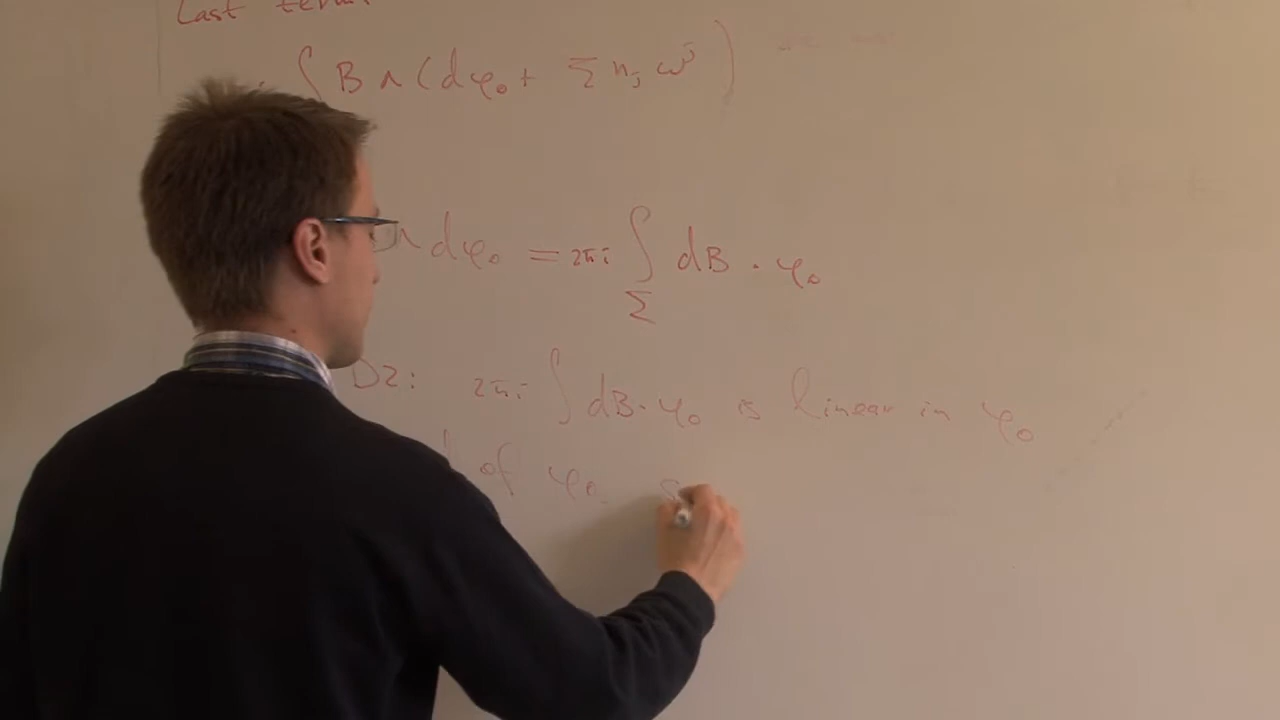 Last term
∫ B ∧ (dφ₀ + Σ nⱼ ωʲ)
∧ dφ₀ = 2πi ∫_Σ dB · φ₀
D2: 2πi ∫ dB · φ₀ is linear in φ₀
of φ₀